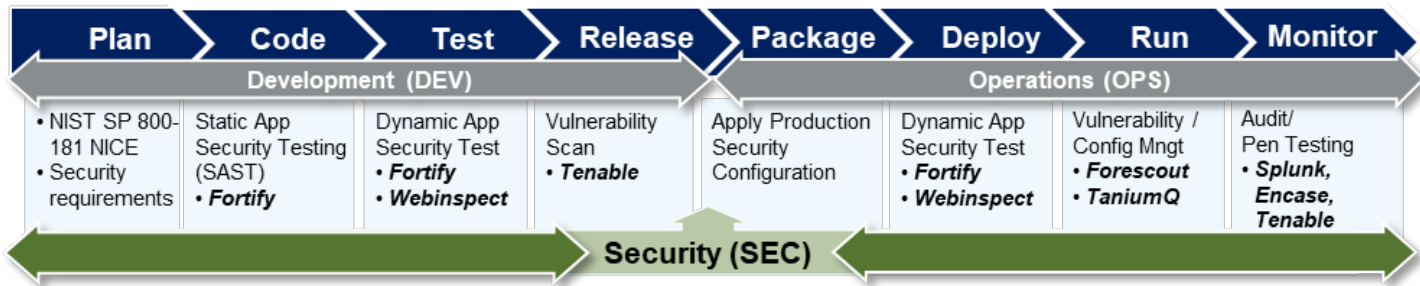 Plan
Code
Test
Release
Package
Deploy
Run
Monitor
Development (DEV)
Operations (OPS)
• NIST SP 800-
181 NICE
• Security
requirements
Static App
Security Testing
(SAST)
• Fortify
Dynamic App
Security Test
• Fortify
• Webinspect
Vulnerability
Scan
• Tenable
Apply Production
Security
Configuration
Dynamic App
Security Test
• Fortify
• Webinspect
Vulnerability /
Config Mngt
• Forescout
• TaniumQ
Audit/
Pen Testing
• Splunk,
Encase,
Tenable
Security (SEC)